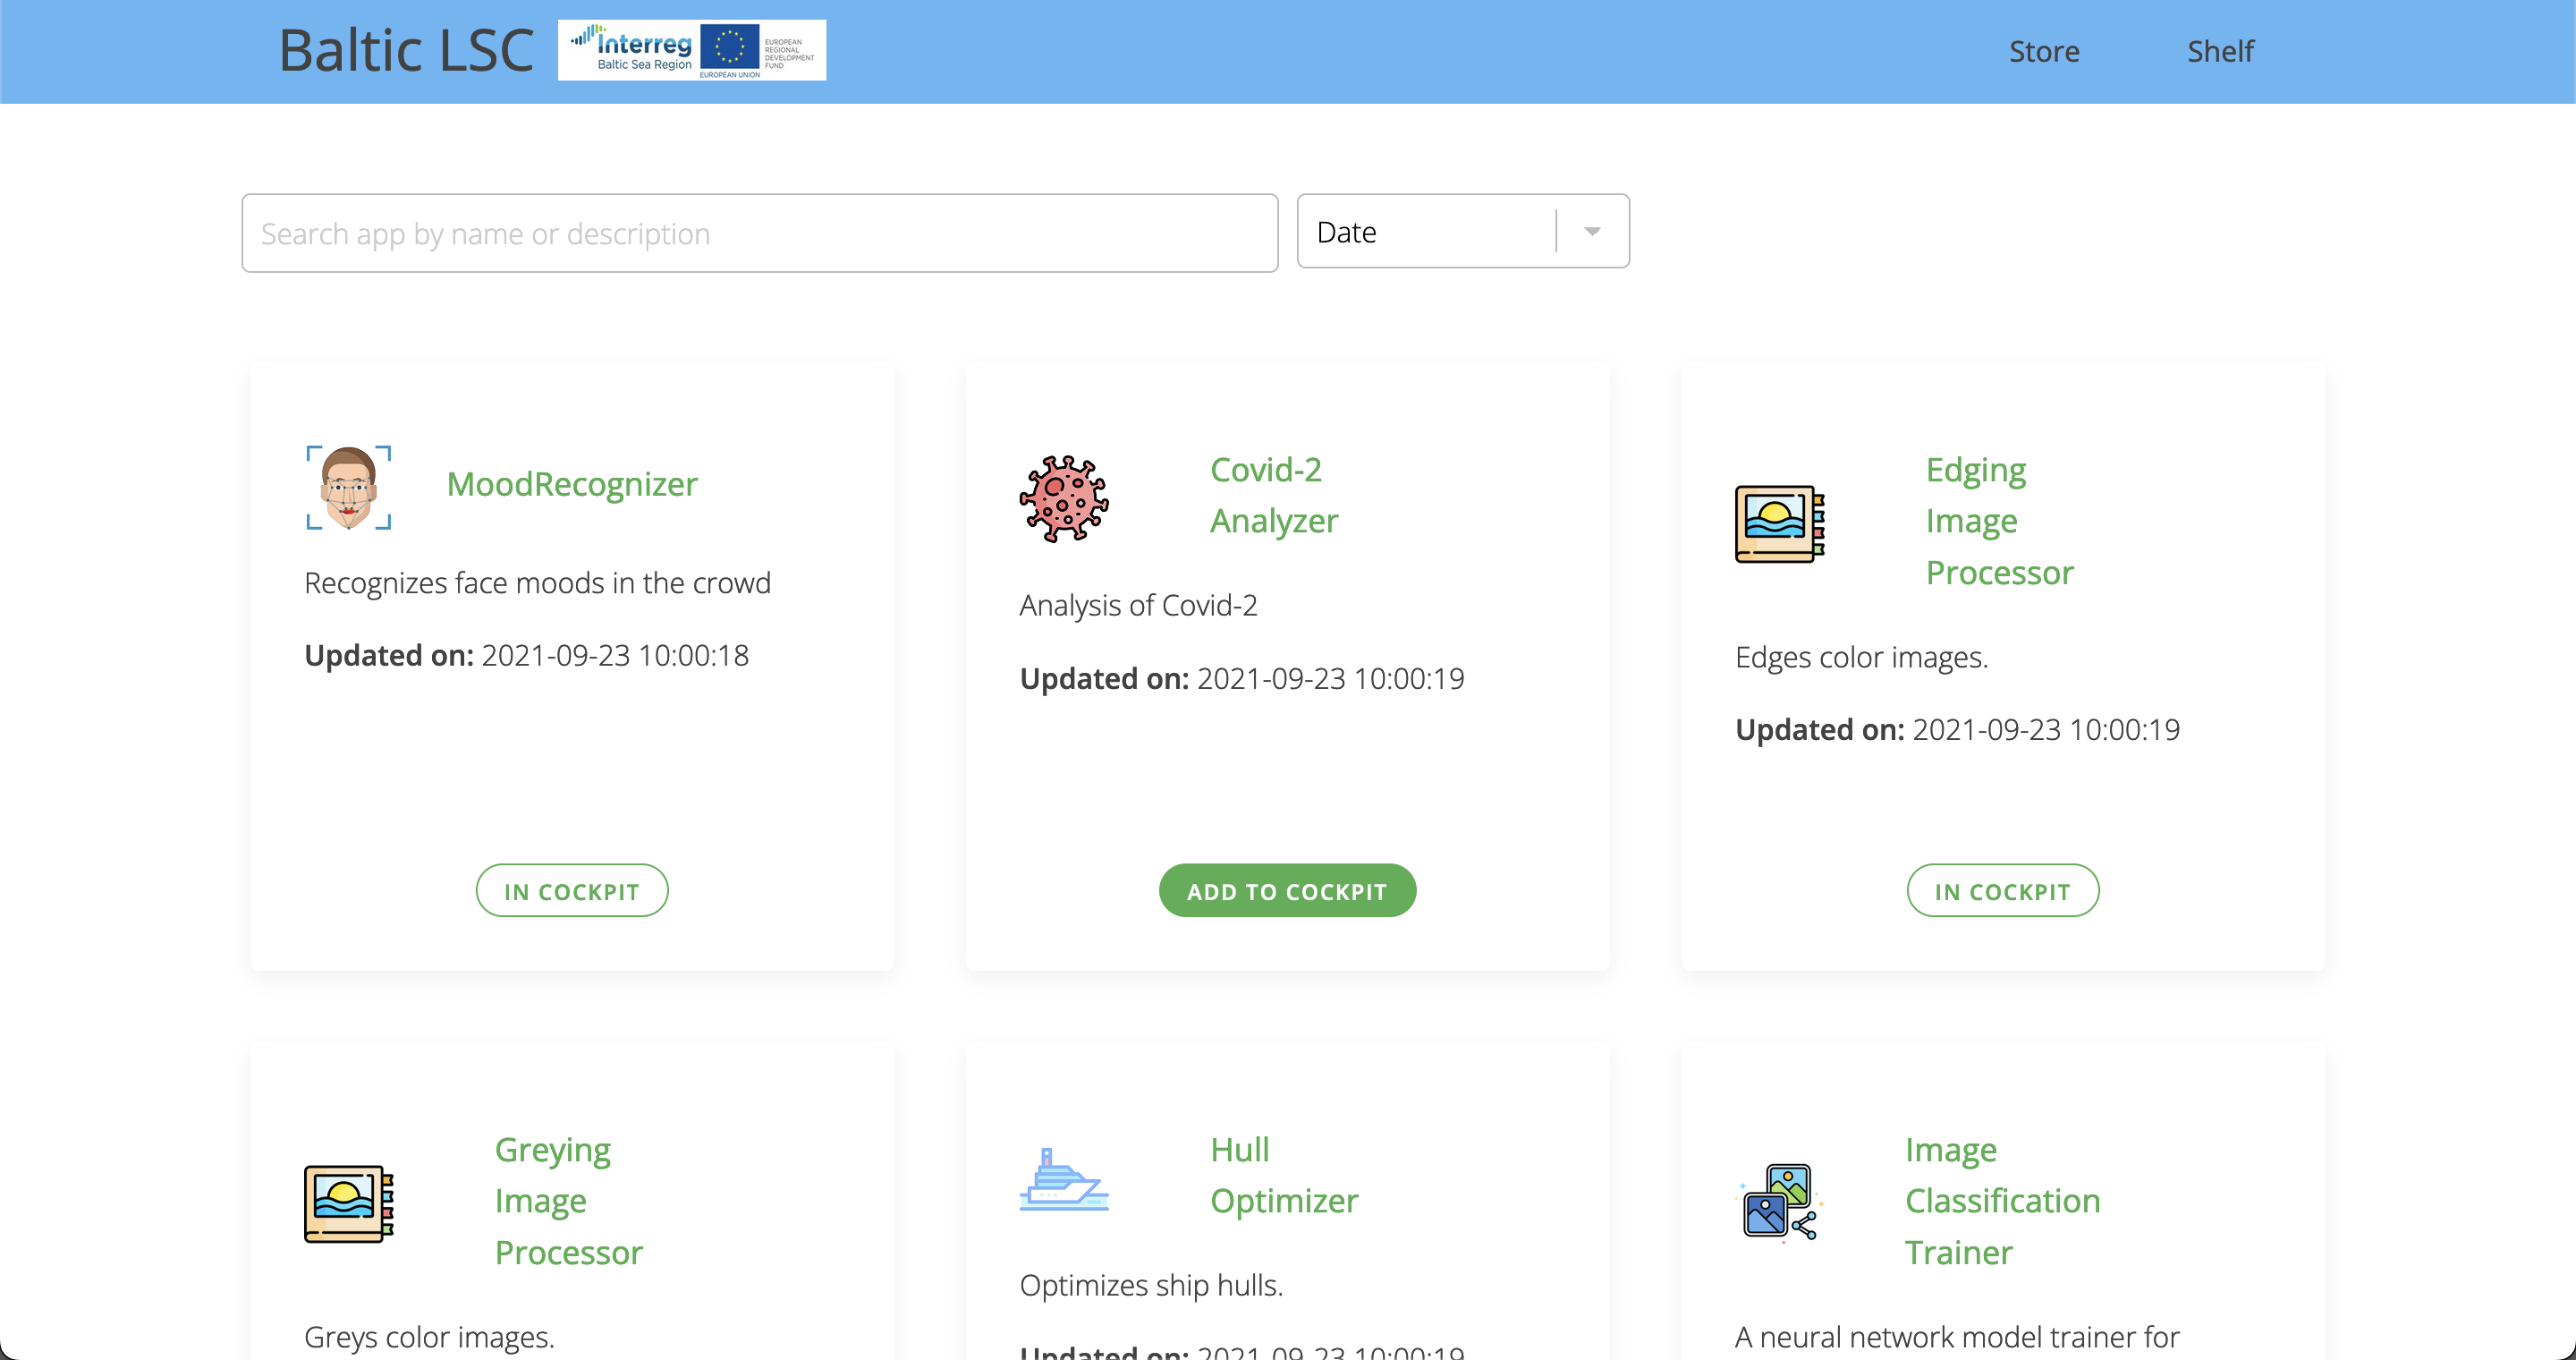 Baltic LSC
Interreg
Baltic Sea Region
EUROPEAN UNION
EUROPEAN
REGIONAL
DEVELOPMENT
FUND
Store
Shelf
Search app by name or description
Date
MoodRecognizer
Recognizes face moods in the crowd
Updated on: 2021-09-23 10:00:18
IN COCKPIT
Covid-2
Analyzer
Analysis of Covid-2
Updated on: 2021-09-23 10:00:19
ADD TO COCKPIT
Edging
Image
Processor
Edges color images.
Updated on: 2021-09-23 10:00:19
IN COCKPIT
Greying
Image
Processor
Greys color images.
Hull
Optimizer
Optimizes ship hulls.
Updated on: 2021-09-23 10:00:19
Image
Classification
Trainer
A neural network model trainer for